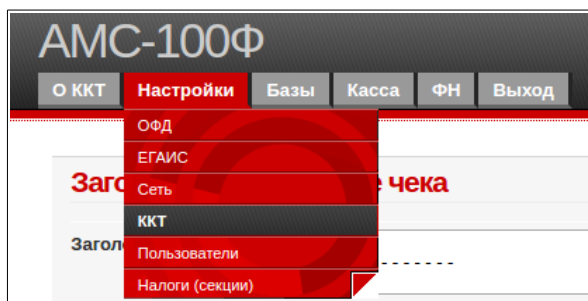 АМС-100Ф
О ККТ Настройки Базы Касса ФН Выход
ОФД
ЕГАИС
Сеть
ККТ
Пользователи
Налоги (секции)
чека